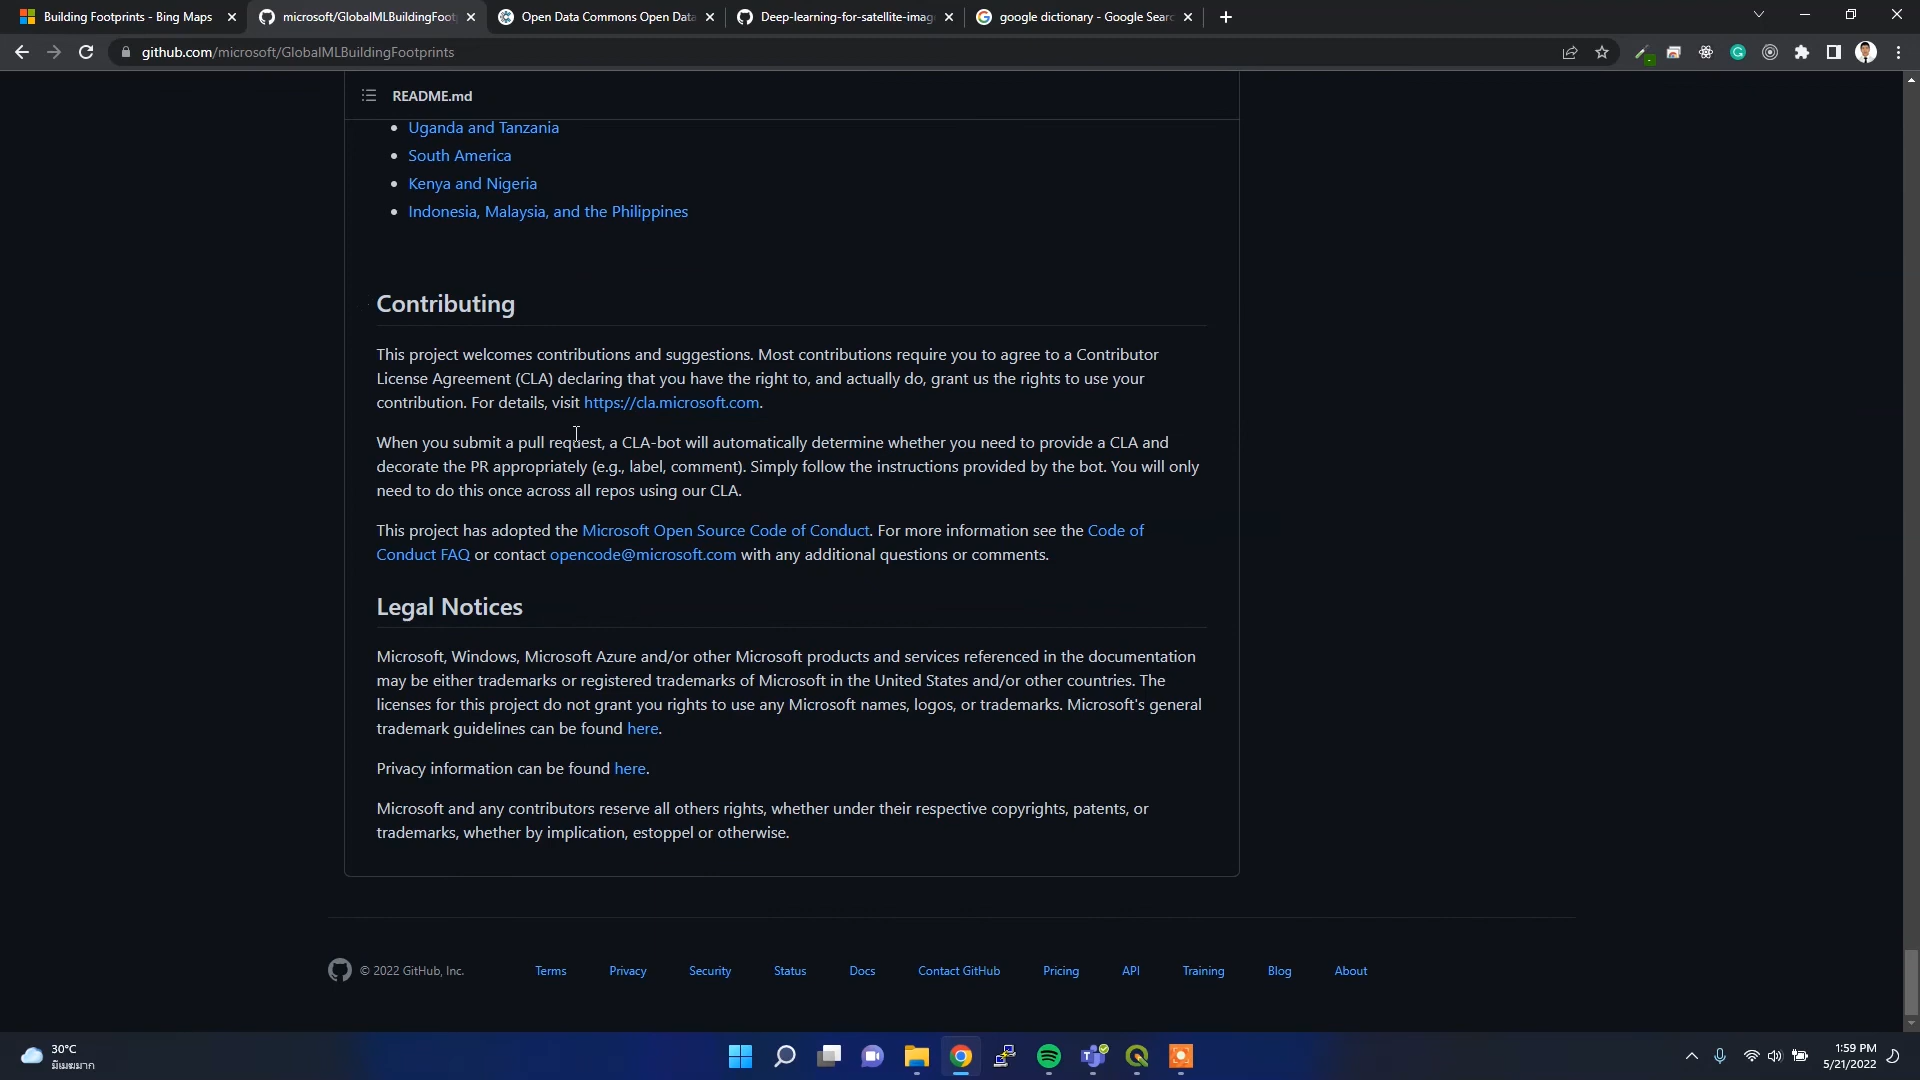 Building Footprints - Bing Maps
microsoft/GlobalMLBuildingFoot
Open Data Commons Open Data
Deep-learning-for-satellite-imag
google dictionary - Google Searc
github.com/microsoft/GlobalMLBuildingFootprints
README.md
Uganda and Tanzania
South America
Kenya and Nigeria
Indonesia, Malaysia, and the Philippines
Contributing
This project welcomes contributions and suggestions. Most contributions require you to agree to a Contributor
License Agreement (CLA) declaring that you have the right to, and actually do, grant us the rights to use your
contribution. For details, visit https://cla.microsoft.com.
When you submit a pull request, a CLA-bot will automatically determine whether you need to provide a CLA and
decorate the PR appropriately (e.g., label, comment). Simply follow the instructions provided by the bot. You will only
need to do this once across all repos using our CLA.
This project has adopted the Microsoft Open Source Code of Conduct. For more information see the Code of
Conduct FAQ or contact opencode@microsoft.com with any additional questions or comments.
Legal Notices
Microsoft, Windows, Microsoft Azure and/or other Microsoft products and services referenced in the documentation
may be either trademarks or registered trademarks of Microsoft in the United States and/or other countries. The
licenses for this project do not grant you rights to use any Microsoft names, logos, or trademarks. Microsoft's general
trademark guidelines can be found here.
Privacy information can be found here.
Microsoft and any contributors reserve all others rights, whether under their respective copyrights, patents, or
trademarks, whether by implication, estoppel or otherwise.
© 2022 GitHub, Inc. Terms Privacy Security Status Docs Contact GitHub Pricing API Training Blog About
30°C
มีเมฆมาก
1:59 PM
5/21/2022